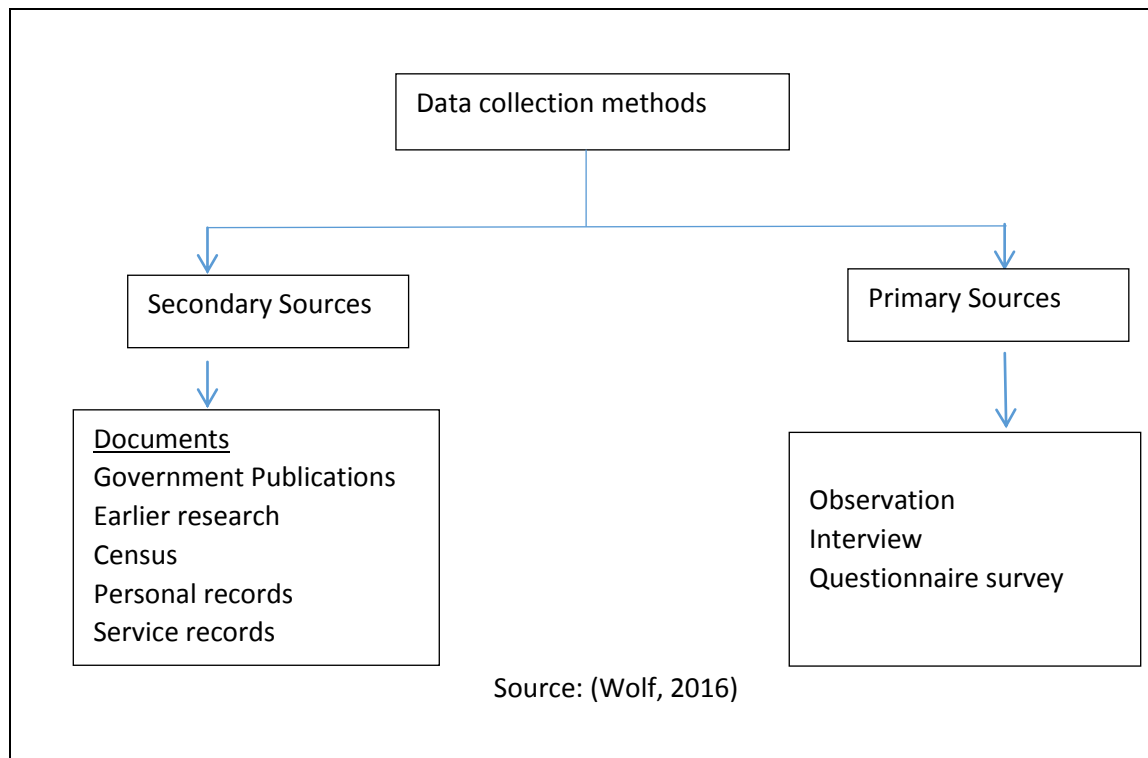 Data collection methods
Secondary Sources
Primary Sources
Documents
Government Publications
Earlier research
Census
Personal records
Service records
Observation
Interview
Questionnaire survey
Source: (Wolf, 2016)